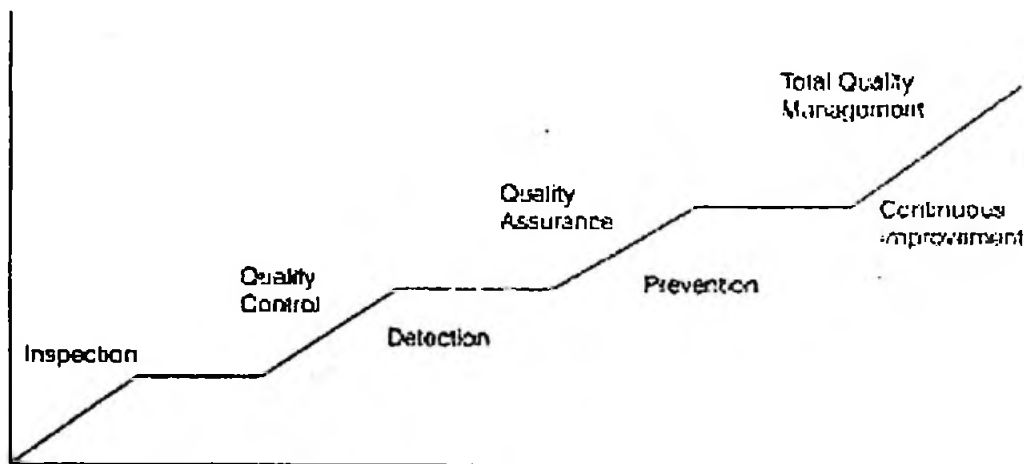 Total Quality
Management
Quality
Assurance
Continuous
Improvement
Quality
Control
Prevention
Detection
Inspection